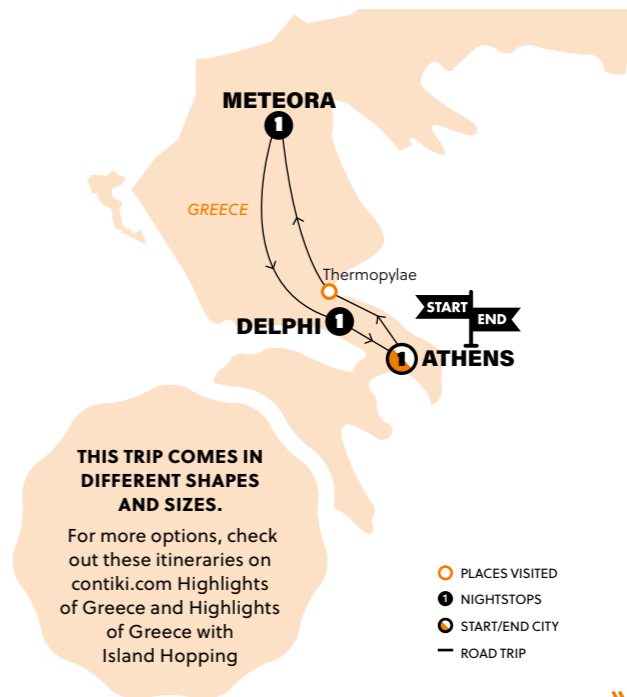 METEORA
1
GREECE
Thermopylae
START
END
DELPHI
1
1
ATHENS
THIS TRIP COMES IN
DIFFERENT SHAPES
AND SIZES.
For more options, check
out these itineraries on
contiki.com Highlights
of Greece and Highlights
of Greece with
Island Hopping
PLACES VISITED
1 NIGHTSTOPS
START/END CITY
ROAD TRIP